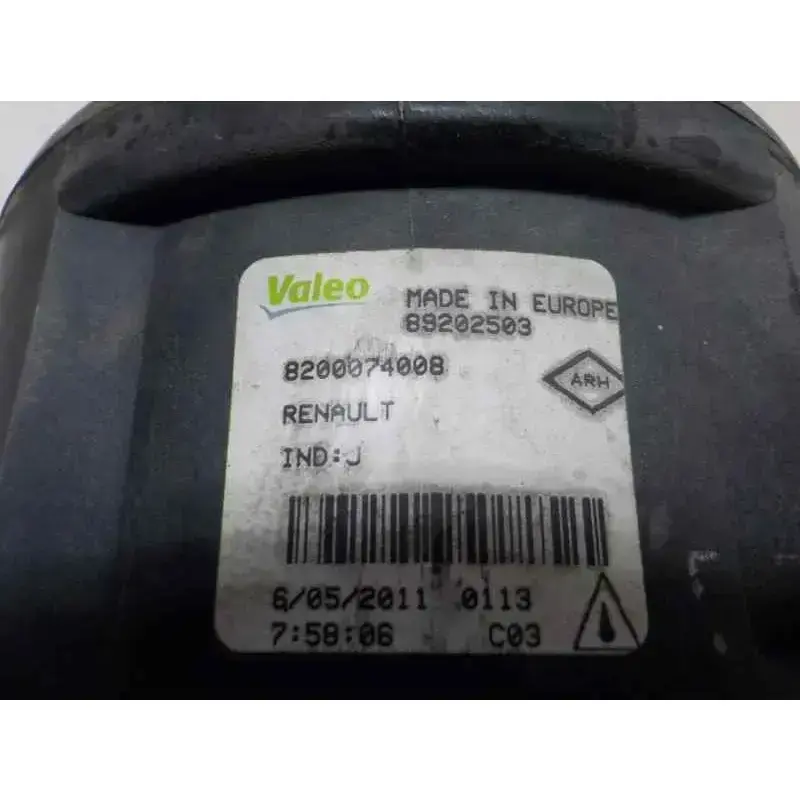 Valeo
MADE IN EUROPE
89202503
8200074008
ARH
RENAULT
IND:J
6/05/2011 0113
7:58:06 C03